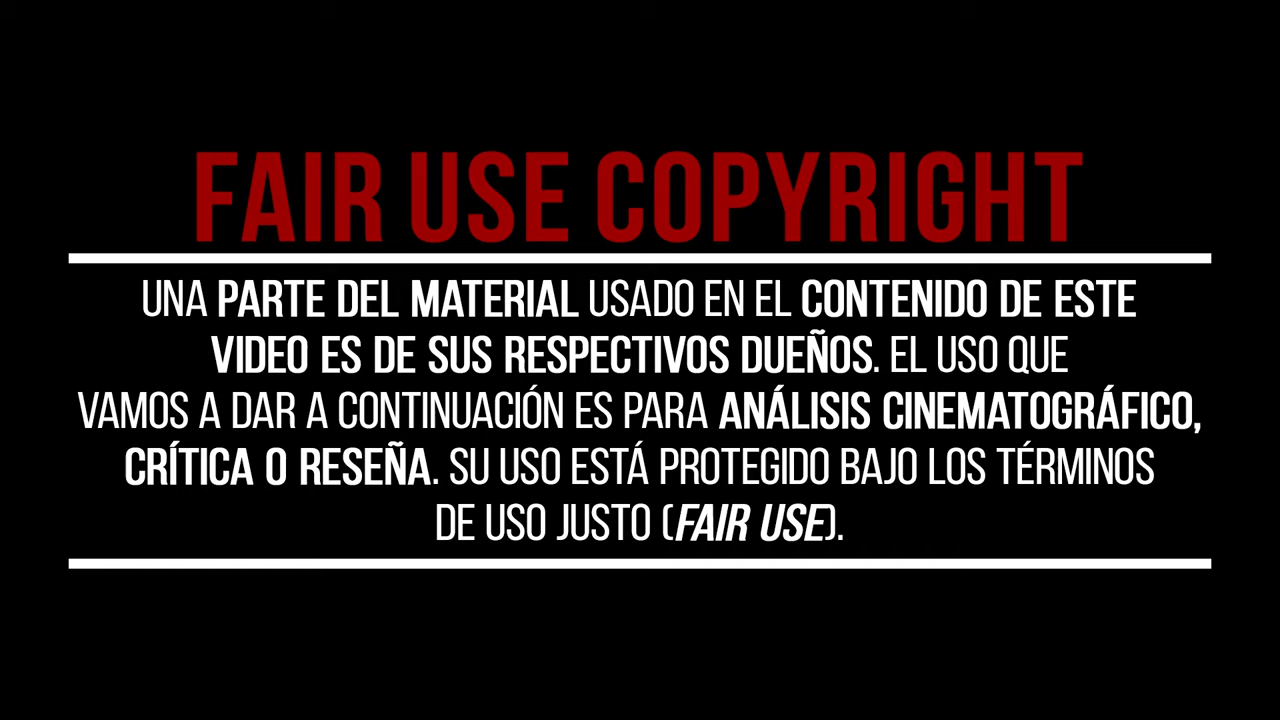 FAIR USE COPYRIGHT
UNA PARTE DEL MATERIAL USADO EN EL CONTENIDO DE ESTE
VIDEO ES DE SUS RESPECTIVOS DUEÑOS. EL USO QUE
VAMOS A DAR A CONTINUACIÓN ES PARA ANÁLISIS CINEMATOGRÁFICO,
CRÍTICA O RESEÑA. SU USO ESTÁ PROTEGIDO BAJO LOS TÉRMINOS
DE USO JUSTO (FAIR USE).